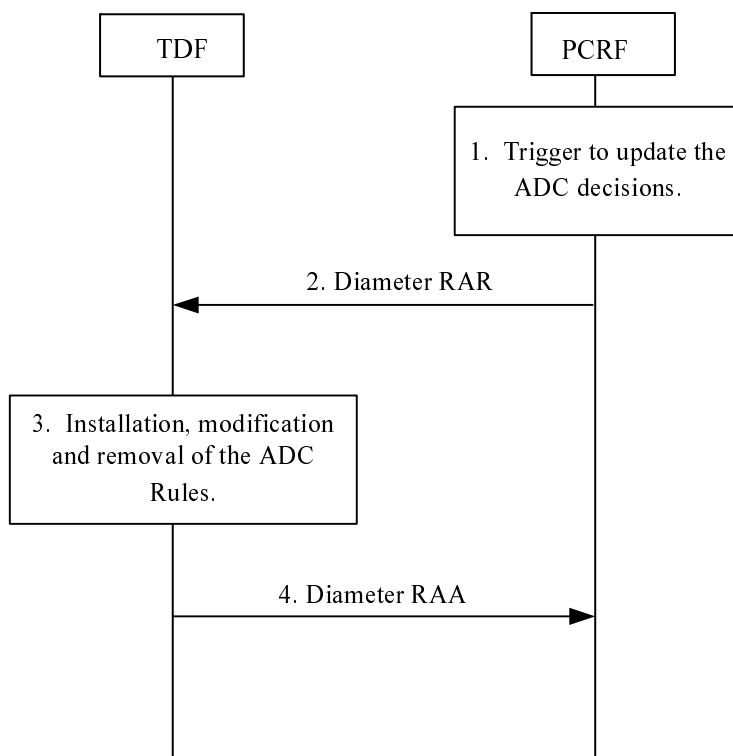 TDF
PCRF
1. Trigger to update the
ADC decisions.
2. Diameter RAR
3. Installation, modification
and removal of the ADC
Rules.
4. Diameter RAA